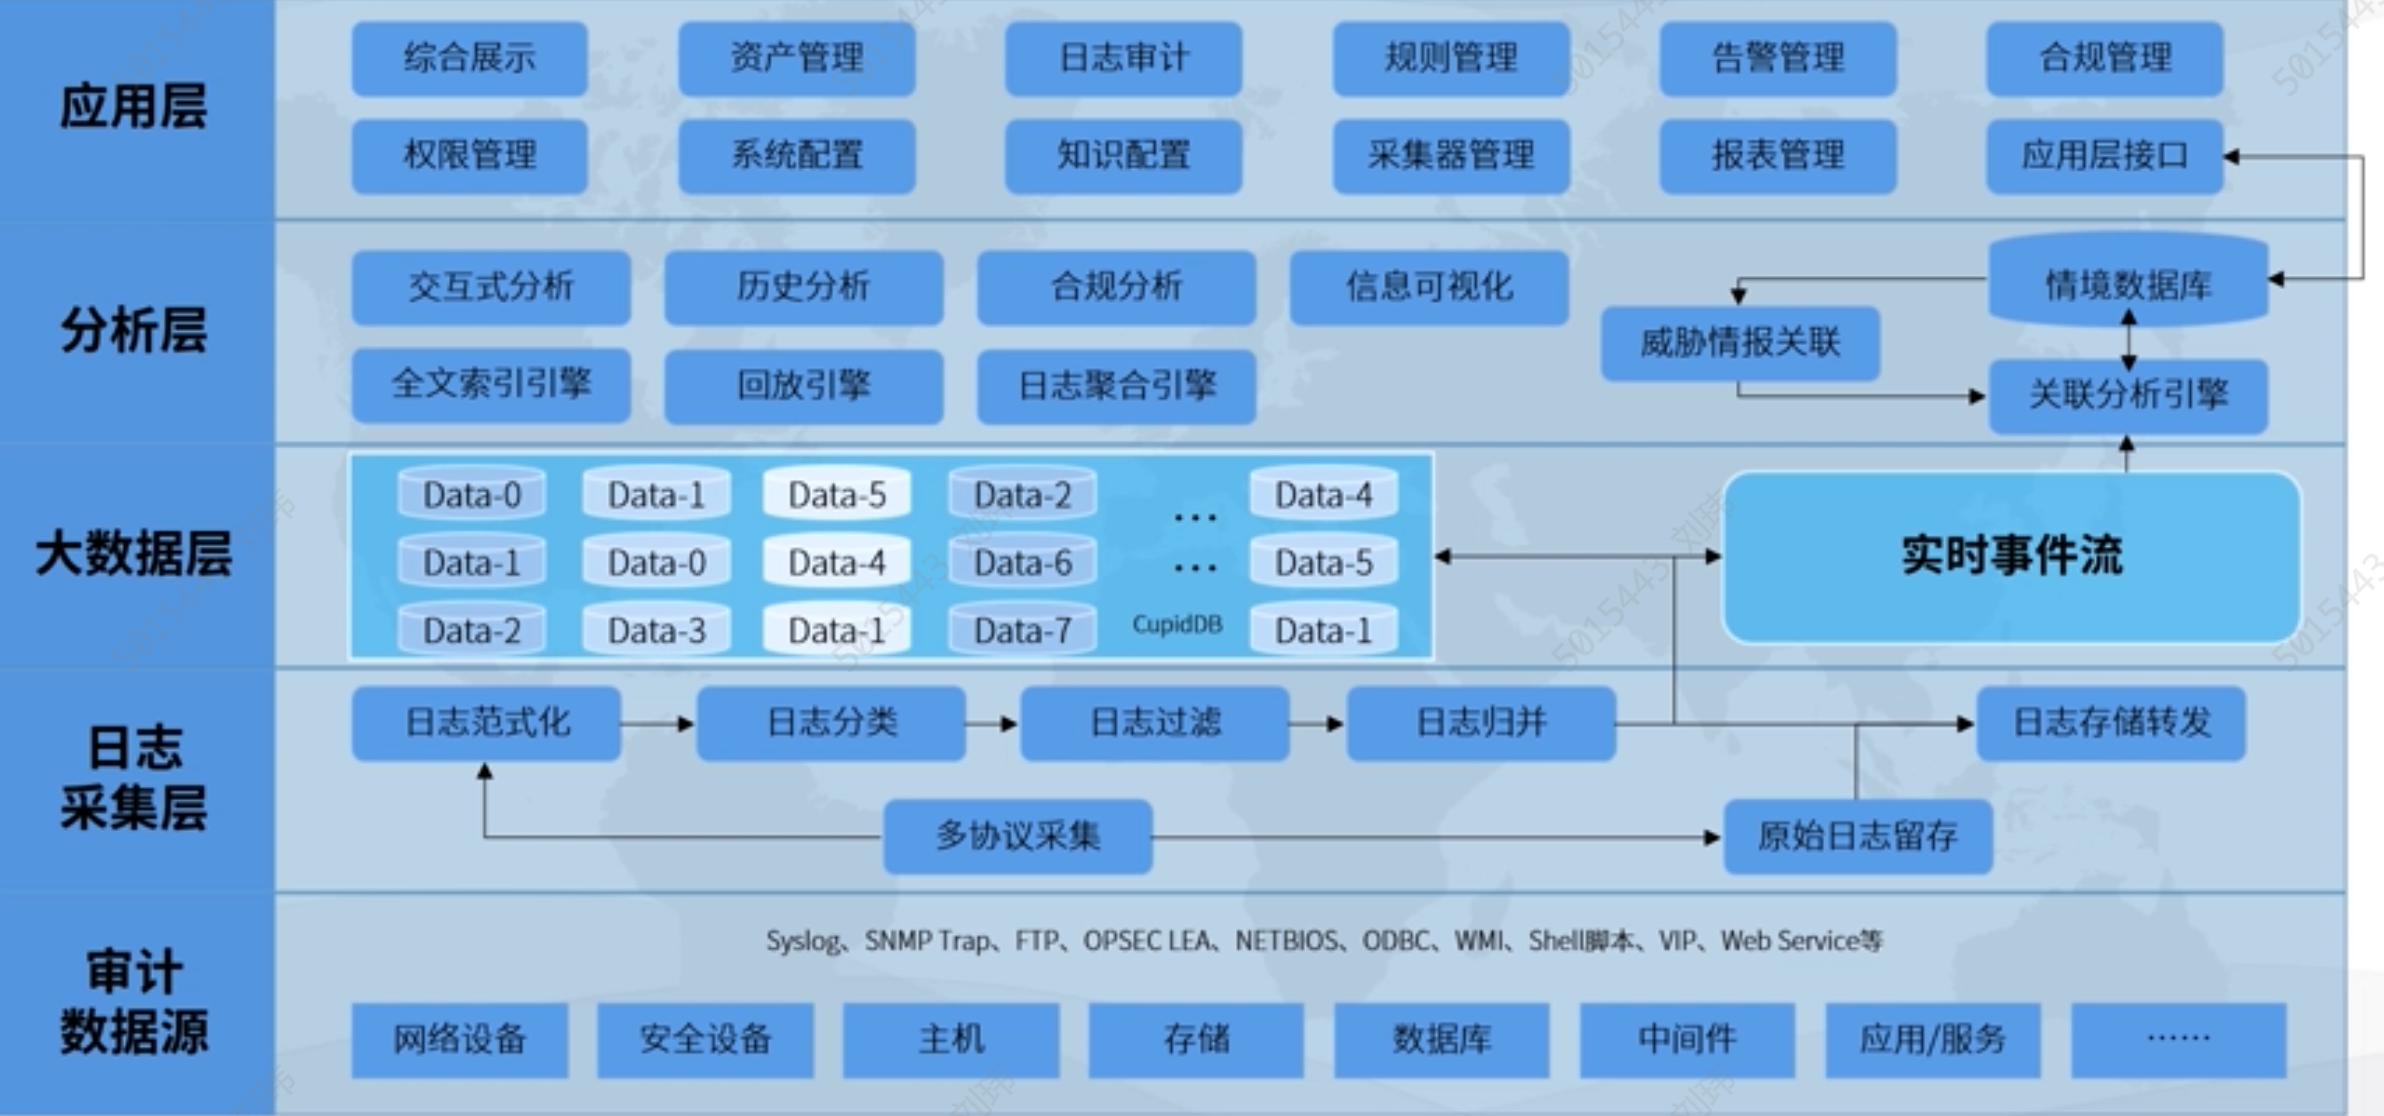 应用层
综合展示 资产管理 日志审计 规则管理 告警管理 合规管理
权限管理 系统配置 知识配置 采集器管理 报表管理 应用层接口
分析层
交互式分析 历史分析 合规分析 信息可视化 情境数据库
威胁情报关联
全文索引引擎 回放引擎 日志聚合引擎 关联分析引擎
大数据层
Data-0 Data-1 Data-5 Data-2 ... Data-4
Data-1 Data-0 Data-4 Data-6 ... Data-5
Data-2 Data-3 Data-1 Data-7 CupidDB Data-1
实时事件流
日志
采集层
日志范式化 日志分类 日志过滤 日志归并 日志存储转发
多协议采集 原始日志留存
审计
数据源
Syslog、SNMP Trap、FTP、OPSEC LEA、NETBIOS、ODBC、WMI、Shell脚本、VIP、Web Service等
网络设备 安全设备 主机 存储 数据库 中间件 应用/服务 ……
50154443 刘玮